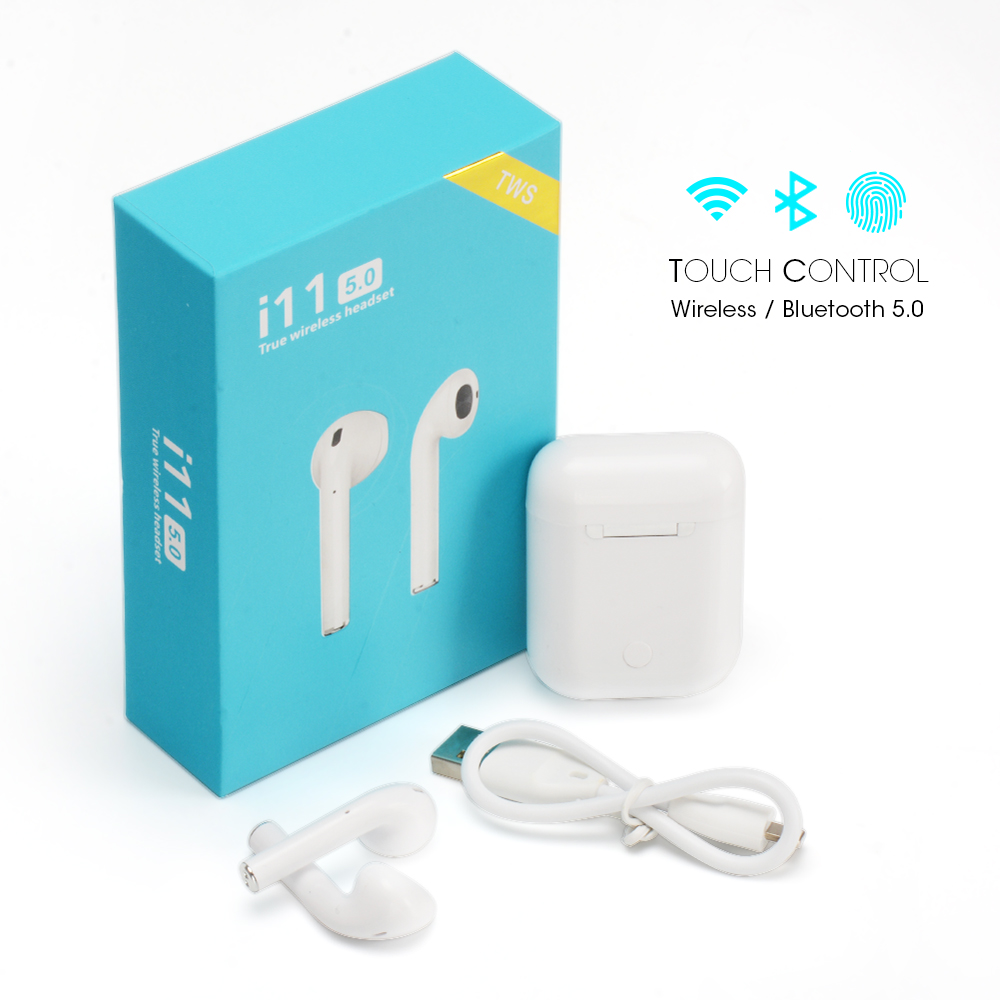 TWS
i11 5.0
True wireless headset
i11 5.0
True wireless headset
TOUCH CONTROL
Wireless / Bluetooth 5.0